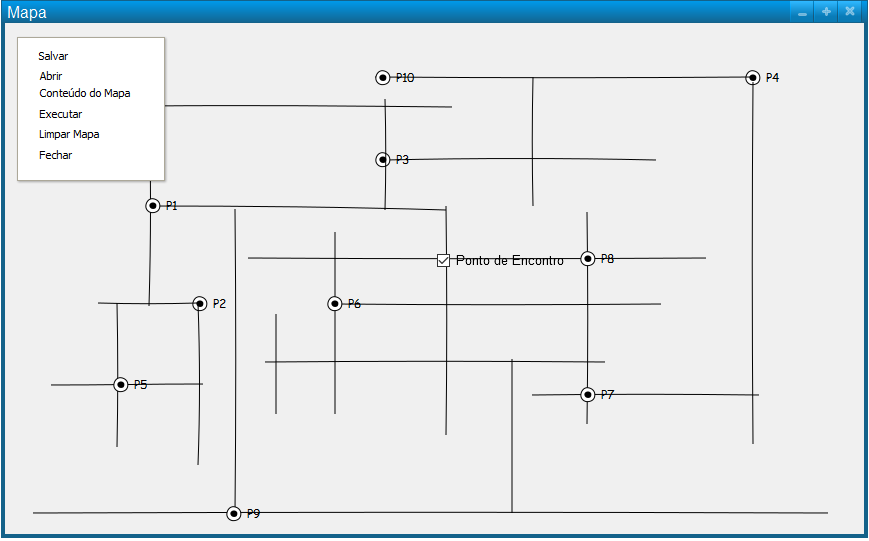 Mapa
Salvar
Abrir
Conteúdo do Mapa
Executar
Limpar Mapa
Fechar
P10
P4
P3
P1
Ponto de Encontro
P8
P2
P6
P5
P7
P9